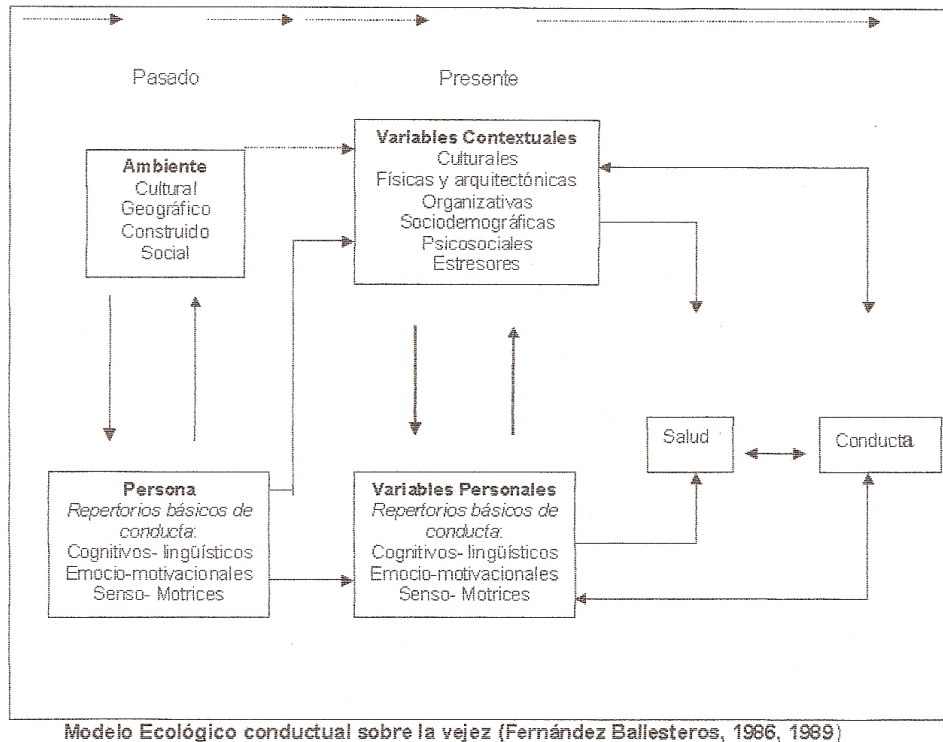 Pasado
Presente
Ambiente
Cultural
Geográfico
Construido
Social
Variables Contextuales
Culturales
Físicas y arquitectónicas
Organizativas
Sociodemográficas
Psicosociales
Estresores
Persona
Repertorios básicos de
conducta:
Cognitivos- lingüísticos
Emocio-motivacionales
Senso- Motrices
Variables Personales
Repertorios básicos de
conducta:
Cognitivos- lingüísticos
Emocio-motivacionales
Senso- Motrices
Salud
Conducta
Modelo Ecológico conductual sobre la vejez (Fernández Ballesteros, 1986, 1989)